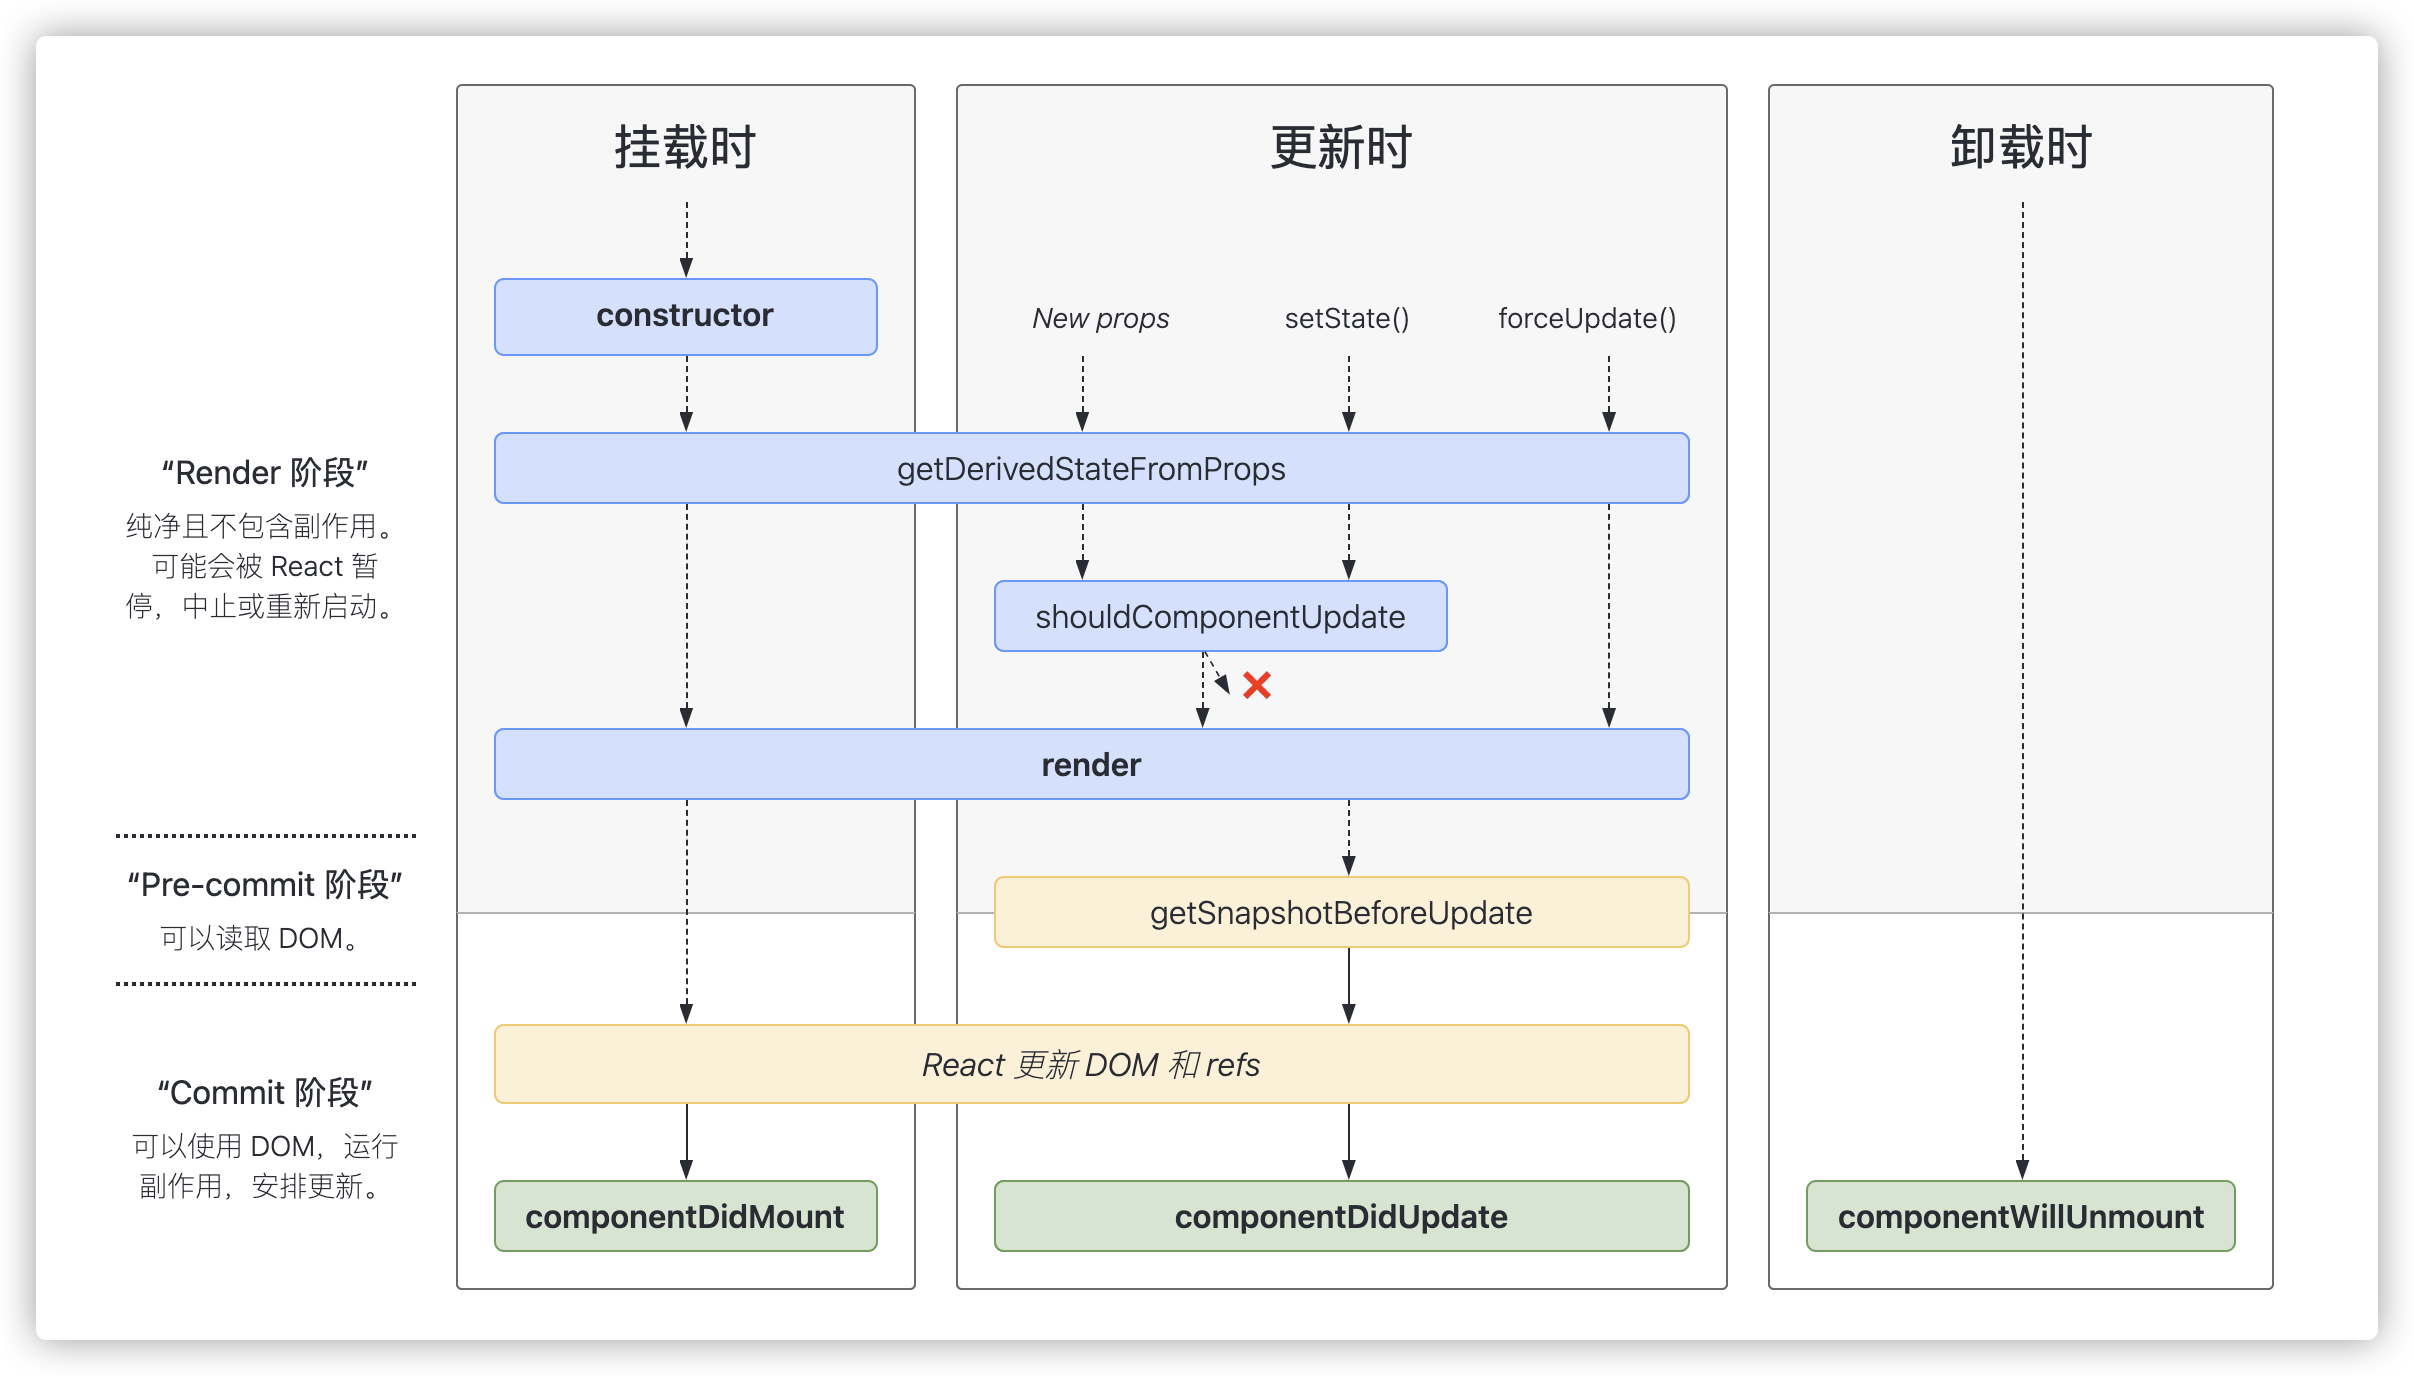 挂载时
更新时
卸载时
constructor
New props
setState()
forceUpdate()
“Render 阶段”
纯净且不包含副作用。
可能会被 React 暂
停，中止或重新启动。
getDerivedStateFromProps
shouldComponentUpdate
render
“Pre-commit 阶段”
可以读取 DOM。
getSnapshotBeforeUpdate
React 更新 DOM 和 refs
“Commit 阶段”
可以使用 DOM，运行
副作用，安排更新。
componentDidMount
componentDidUpdate
componentWillUnmount